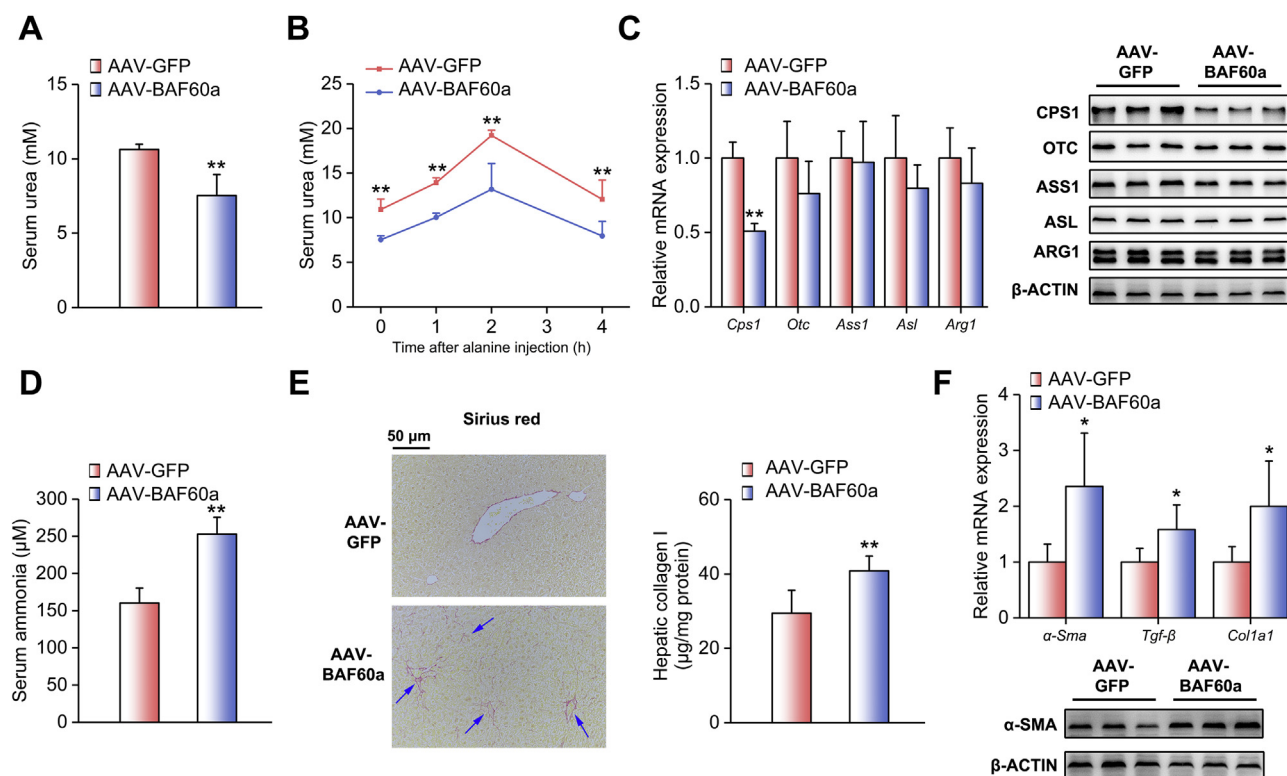 A
AAV-GFP
AAV-BAF60a
Serum urea (mM)
15
10
5
0
**
B
AAV-GFP
AAV-BAF60a
Serum urea (mM)
25
20
15
10
5
0
**
**
**
**
0
1
2
3
4
Time after alanine injection (h)
C
AAV-GFP
AAV-BAF60a
Relative mRNA expression
1.5
1.0
0.5
0.0
**
Cps1
Otc
Ass1
Asl
Arg1
AAV-
GFP
AAV-
BAF60a
CPS1
OTC
ASS1
ASL
ARG1
β-ACTIN
D
AAV-GFP
AAV-BAF60a
Serum ammonia (µM)
300
250
200
150
100
50
0
**
E
Sirius red
50 µm
AAV-
GFP
AAV-
BAF60a
AAV-GFP
AAV-BAF60a
Hepatic collagen I
(µg/mg protein)
60
40
20
0
**
F
AAV-GFP
AAV-BAF60a
Relative mRNA expression
4
3
2
1
0
*
*
*
α-Sma
Tgf-β
Col1a1
AAV-
GFP
AAV-
BAF60a
α-SMA
β-ACTIN